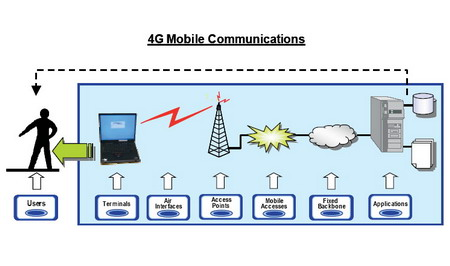 4G Mobile Communications
Users
Terminals
Air
Interfaces
Access
Points
Mobile
Accesses
Fixed
Backbone
Applications